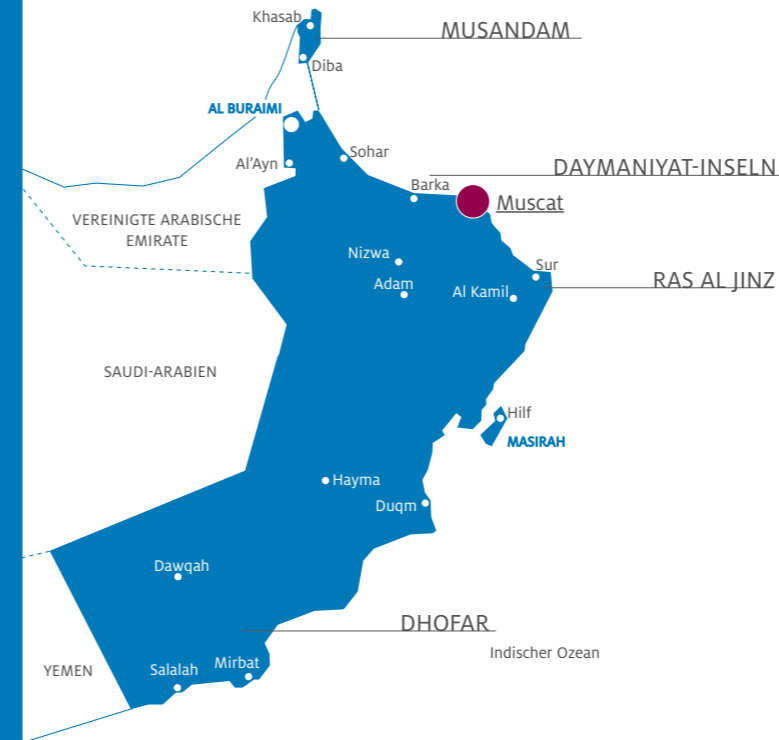 Khasab
MUSANDAM
Diba
AL BURAIMI
Sohar
Al'Ayn
DAYMANIYAT-INSELN
Barka
Muscat
VEREINIGTE ARABISCHE
EMIRATE
Nizwa
Sur
Adam
Al Kamil
RAS AL JINZ
SAUDI-ARABIEN
Hilf
MASIRAH
Hayma
Duqm
Dawqah
DHOFAR
Indischer Ozean
YEMEN
Salalah
Mirbat